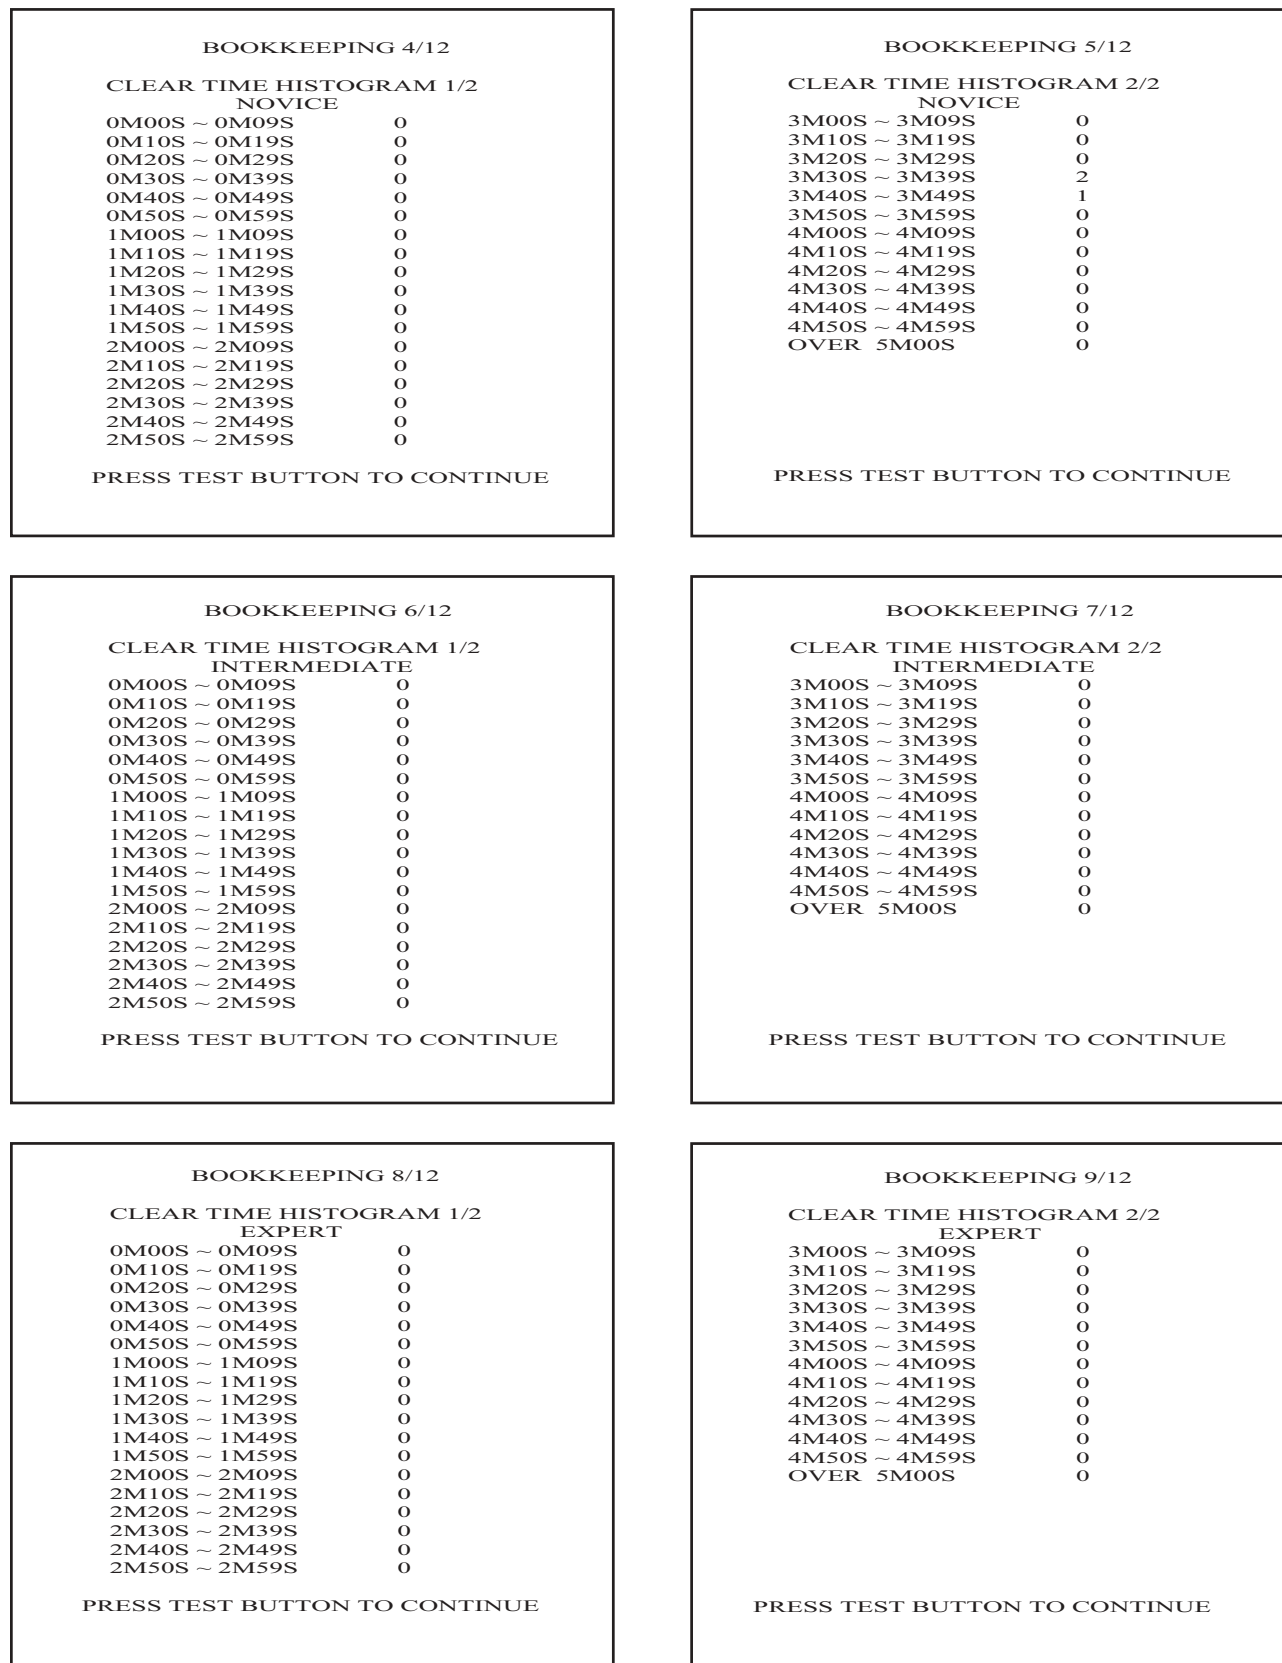 BOOKKEEPING 4/12
CLEAR TIME HISTOGRAM 1/2
NOVICE
0M00S ~ 0M09S 0
0M10S ~ 0M19S 0
0M20S ~ 0M29S 0
0M30S ~ 0M39S 0
0M40S ~ 0M49S 0
0M50S ~ 0M59S 0
1M00S ~ 1M09S 0
1M10S ~ 1M19S 0
1M20S ~ 1M29S 0
1M30S ~ 1M39S 0
1M40S ~ 1M49S 0
1M50S ~ 1M59S 0
2M00S ~ 2M09S 0
2M10S ~ 2M19S 0
2M20S ~ 2M29S 0
2M30S ~ 2M39S 0
2M40S ~ 2M49S 0
2M50S ~ 2M59S 0
PRESS TEST BUTTON TO CONTINUE
BOOKKEEPING 5/12
CLEAR TIME HISTOGRAM 2/2
NOVICE
3M00S ~ 3M09S 0
3M10S ~ 3M19S 0
3M20S ~ 3M29S 0
3M30S ~ 3M39S 2
3M40S ~ 3M49S 1
3M50S ~ 3M59S 0
4M00S ~ 4M09S 0
4M10S ~ 4M19S 0
4M20S ~ 4M29S 0
4M30S ~ 4M39S 0
4M40S ~ 4M49S 0
4M50S ~ 4M59S 0
OVER 5M00S 0
PRESS TEST BUTTON TO CONTINUE
BOOKKEEPING 6/12
CLEAR TIME HISTOGRAM 1/2
INTERMEDIATE
0M00S ~ 0M09S 0
0M10S ~ 0M19S 0
0M20S ~ 0M29S 0
0M30S ~ 0M39S 0
0M40S ~ 0M49S 0
0M50S ~ 0M59S 0
1M00S ~ 1M09S 0
1M10S ~ 1M19S 0
1M20S ~ 1M29S 0
1M30S ~ 1M39S 0
1M40S ~ 1M49S 0
1M50S ~ 1M59S 0
2M00S ~ 2M09S 0
2M10S ~ 2M19S 0
2M20S ~ 2M29S 0
2M30S ~ 2M39S 0
2M40S ~ 2M49S 0
2M50S ~ 2M59S 0
PRESS TEST BUTTON TO CONTINUE
BOOKKEEPING 7/12
CLEAR TIME HISTOGRAM 2/2
INTERMEDIATE
3M00S ~ 3M09S 0
3M10S ~ 3M19S 0
3M20S ~ 3M29S 0
3M30S ~ 3M39S 0
3M40S ~ 3M49S 0
3M50S ~ 3M59S 0
4M00S ~ 4M09S 0
4M10S ~ 4M19S 0
4M20S ~ 4M29S 0
4M30S ~ 4M39S 0
4M40S ~ 4M49S 0
4M50S ~ 4M59S 0
OVER 5M00S 0
PRESS TEST BUTTON TO CONTINUE
BOOKKEEPING 8/12
CLEAR TIME HISTOGRAM 1/2
EXPERT
0M00S ~ 0M09S 0
0M10S ~ 0M19S 0
0M20S ~ 0M29S 0
0M30S ~ 0M39S 0
0M40S ~ 0M49S 0
0M50S ~ 0M59S 0
1M00S ~ 1M09S 0
1M10S ~ 1M19S 0
1M20S ~ 1M29S 0
1M30S ~ 1M39S 0
1M40S ~ 1M49S 0
1M50S ~ 1M59S 0
2M00S ~ 2M09S 0
2M10S ~ 2M19S 0
2M20S ~ 2M29S 0
2M30S ~ 2M39S 0
2M40S ~ 2M49S 0
2M50S ~ 2M59S 0
PRESS TEST BUTTON TO CONTINUE
BOOKKEEPING 9/12
CLEAR TIME HISTOGRAM 2/2
EXPERT
3M00S ~ 3M09S 0
3M10S ~ 3M19S 0
3M20S ~ 3M29S 0
3M30S ~ 3M39S 0
3M40S ~ 3M49S 0
3M50S ~ 3M59S 0
4M00S ~ 4M09S 0
4M10S ~ 4M19S 0
4M20S ~ 4M29S 0
4M30S ~ 4M39S 0
4M40S ~ 4M49S 0
4M50S ~ 4M59S 0
OVER 5M00S 0
PRESS TEST BUTTON TO CONTINUE